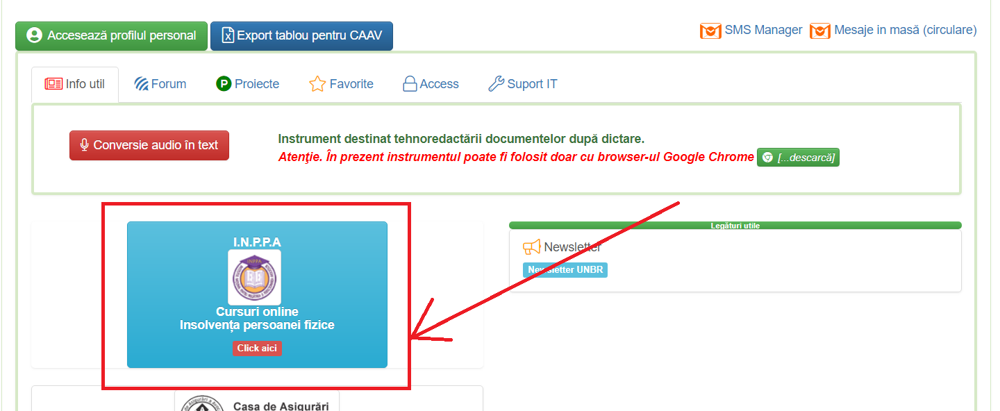 Accesează profilul personal
Export tablou pentru CAAV
SMS Manager
Mesaje in masă (circulare)
Info util
Forum
P Proiecte
Favorite
Access
Suport IT
Conversie audio în text
Instrument destinat tehnoredactării documentelor după dictare.
Atenţie. În prezent instrumentul poate fi folosit doar cu browser-ul Google Chrome
[...descarcă]
I.N.P.P.A
INPPA
Cursuri online
Insolvența persoanei fizice
Click aici
Legături utile
Newsletter
Newsletter UNBR
Casa de Asigurări